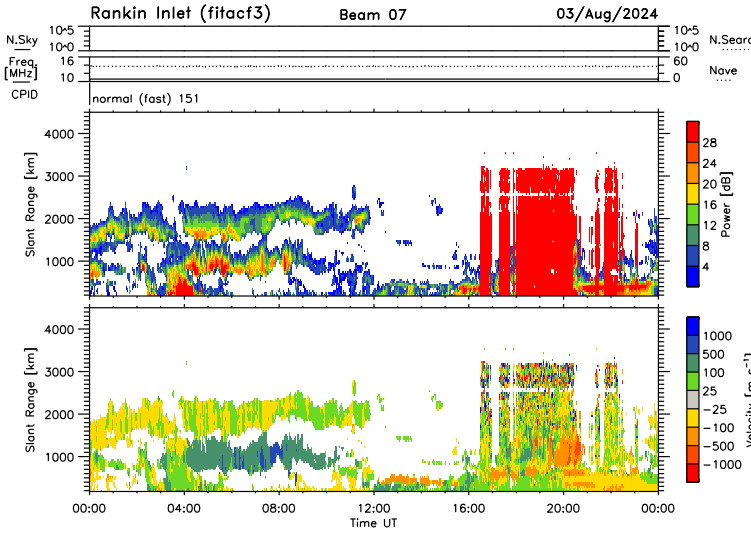 Rankin Inlet (fitacf3) Beam 07 03/Aug/2024
N.Sky 10^5 10^0 10^5 10^0 N.Sear
Freq. [MHz] 16 10 60 0 Nave
CPID normal (fast) 151
Slant Range [km]
4000
3000
2000
1000
28
24
20
16
12
8
4
Power [dB]
Slant Range [km]
4000
3000
2000
1000
1000
500
100
25
-25
-100
-500
-1000
Velocity [m s⁻¹]
00:00 04:00 08:00 12:00 16:00 20:00 00:00
Time UT